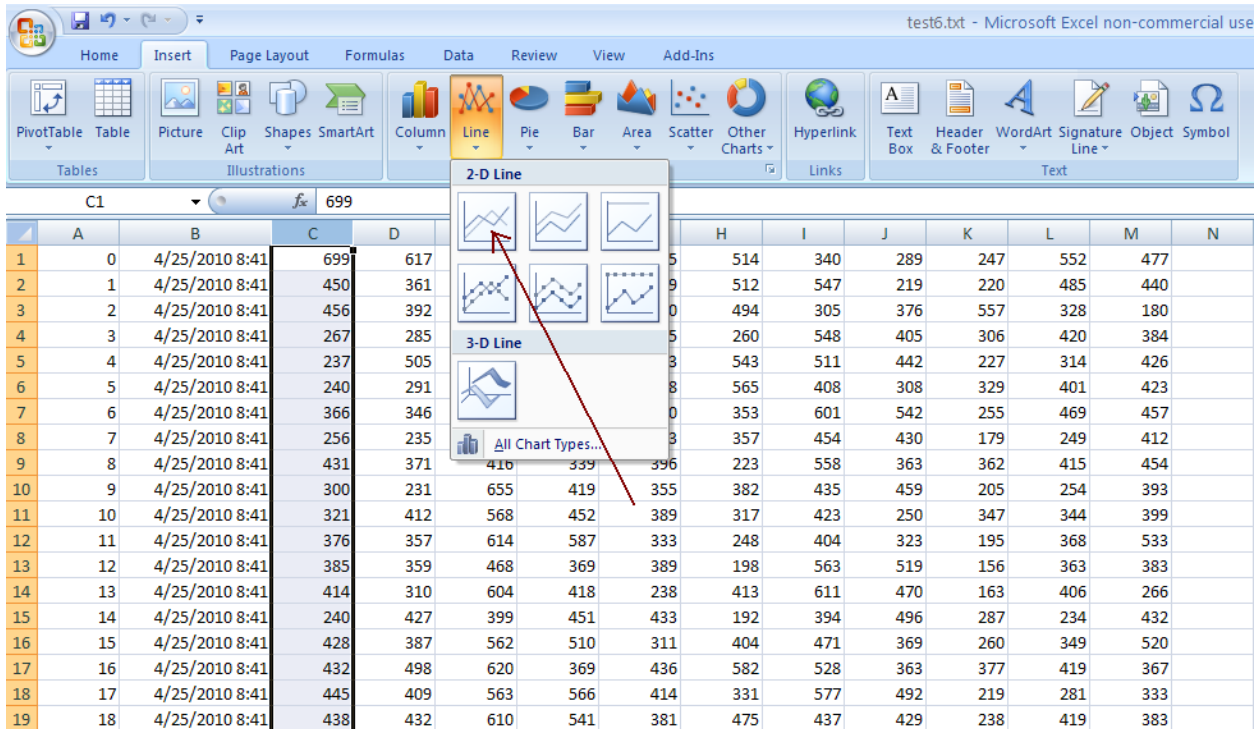 test6.txt - Microsoft Excel non-commercial use
Home Insert Page Layout Formulas Data Review View Add-Ins
PivotTable Table Picture Clip Art Shapes SmartArt Column Line Pie Bar Area Scatter Other Charts Hyperlink Text Box Header & Footer WordArt Signature Line Object Symbol
Tables Illustrations Links Text
2-D Line
C1 fx 699
A B C D H I J K L M N
1 0 4/25/2010 8:41 699 617 5 514 340 289 247 552 477
2 1 4/25/2010 8:41 450 361 9 512 547 219 220 485 440
3 2 4/25/2010 8:41 456 392 0 494 305 376 557 328 180
4 3 4/25/2010 8:41 267 285 5 260 548 405 306 420 384
3-D Line
5 4 4/25/2010 8:41 237 505 3 543 511 442 227 314 426
6 5 4/25/2010 8:41 240 291 8 565 408 308 329 401 423
7 6 4/25/2010 8:41 366 346 0 353 601 542 255 469 457
8 7 4/25/2010 8:41 256 235 3 357 454 430 179 249 412
All Chart Types...
9 8 4/25/2010 8:41 431 371 416 339 396 223 558 363 362 415 454
10 9 4/25/2010 8:41 300 231 655 419 355 382 435 459 205 254 393
11 10 4/25/2010 8:41 321 412 568 452 389 317 423 250 347 344 399
12 11 4/25/2010 8:41 376 357 614 587 333 248 404 323 195 368 533
13 12 4/25/2010 8:41 385 359 468 369 389 198 563 519 156 363 383
14 13 4/25/2010 8:41 414 310 604 418 238 413 611 470 163 406 266
15 14 4/25/2010 8:41 240 427 399 451 433 192 394 496 287 234 432
16 15 4/25/2010 8:41 428 387 562 510 311 404 471 369 260 349 520
17 16 4/25/2010 8:41 432 498 620 369 436 582 528 363 377 419 367
18 17 4/25/2010 8:41 445 409 563 566 414 331 577 492 219 281 333
19 18 4/25/2010 8:41 438 432 610 541 381 475 437 429 238 419 383